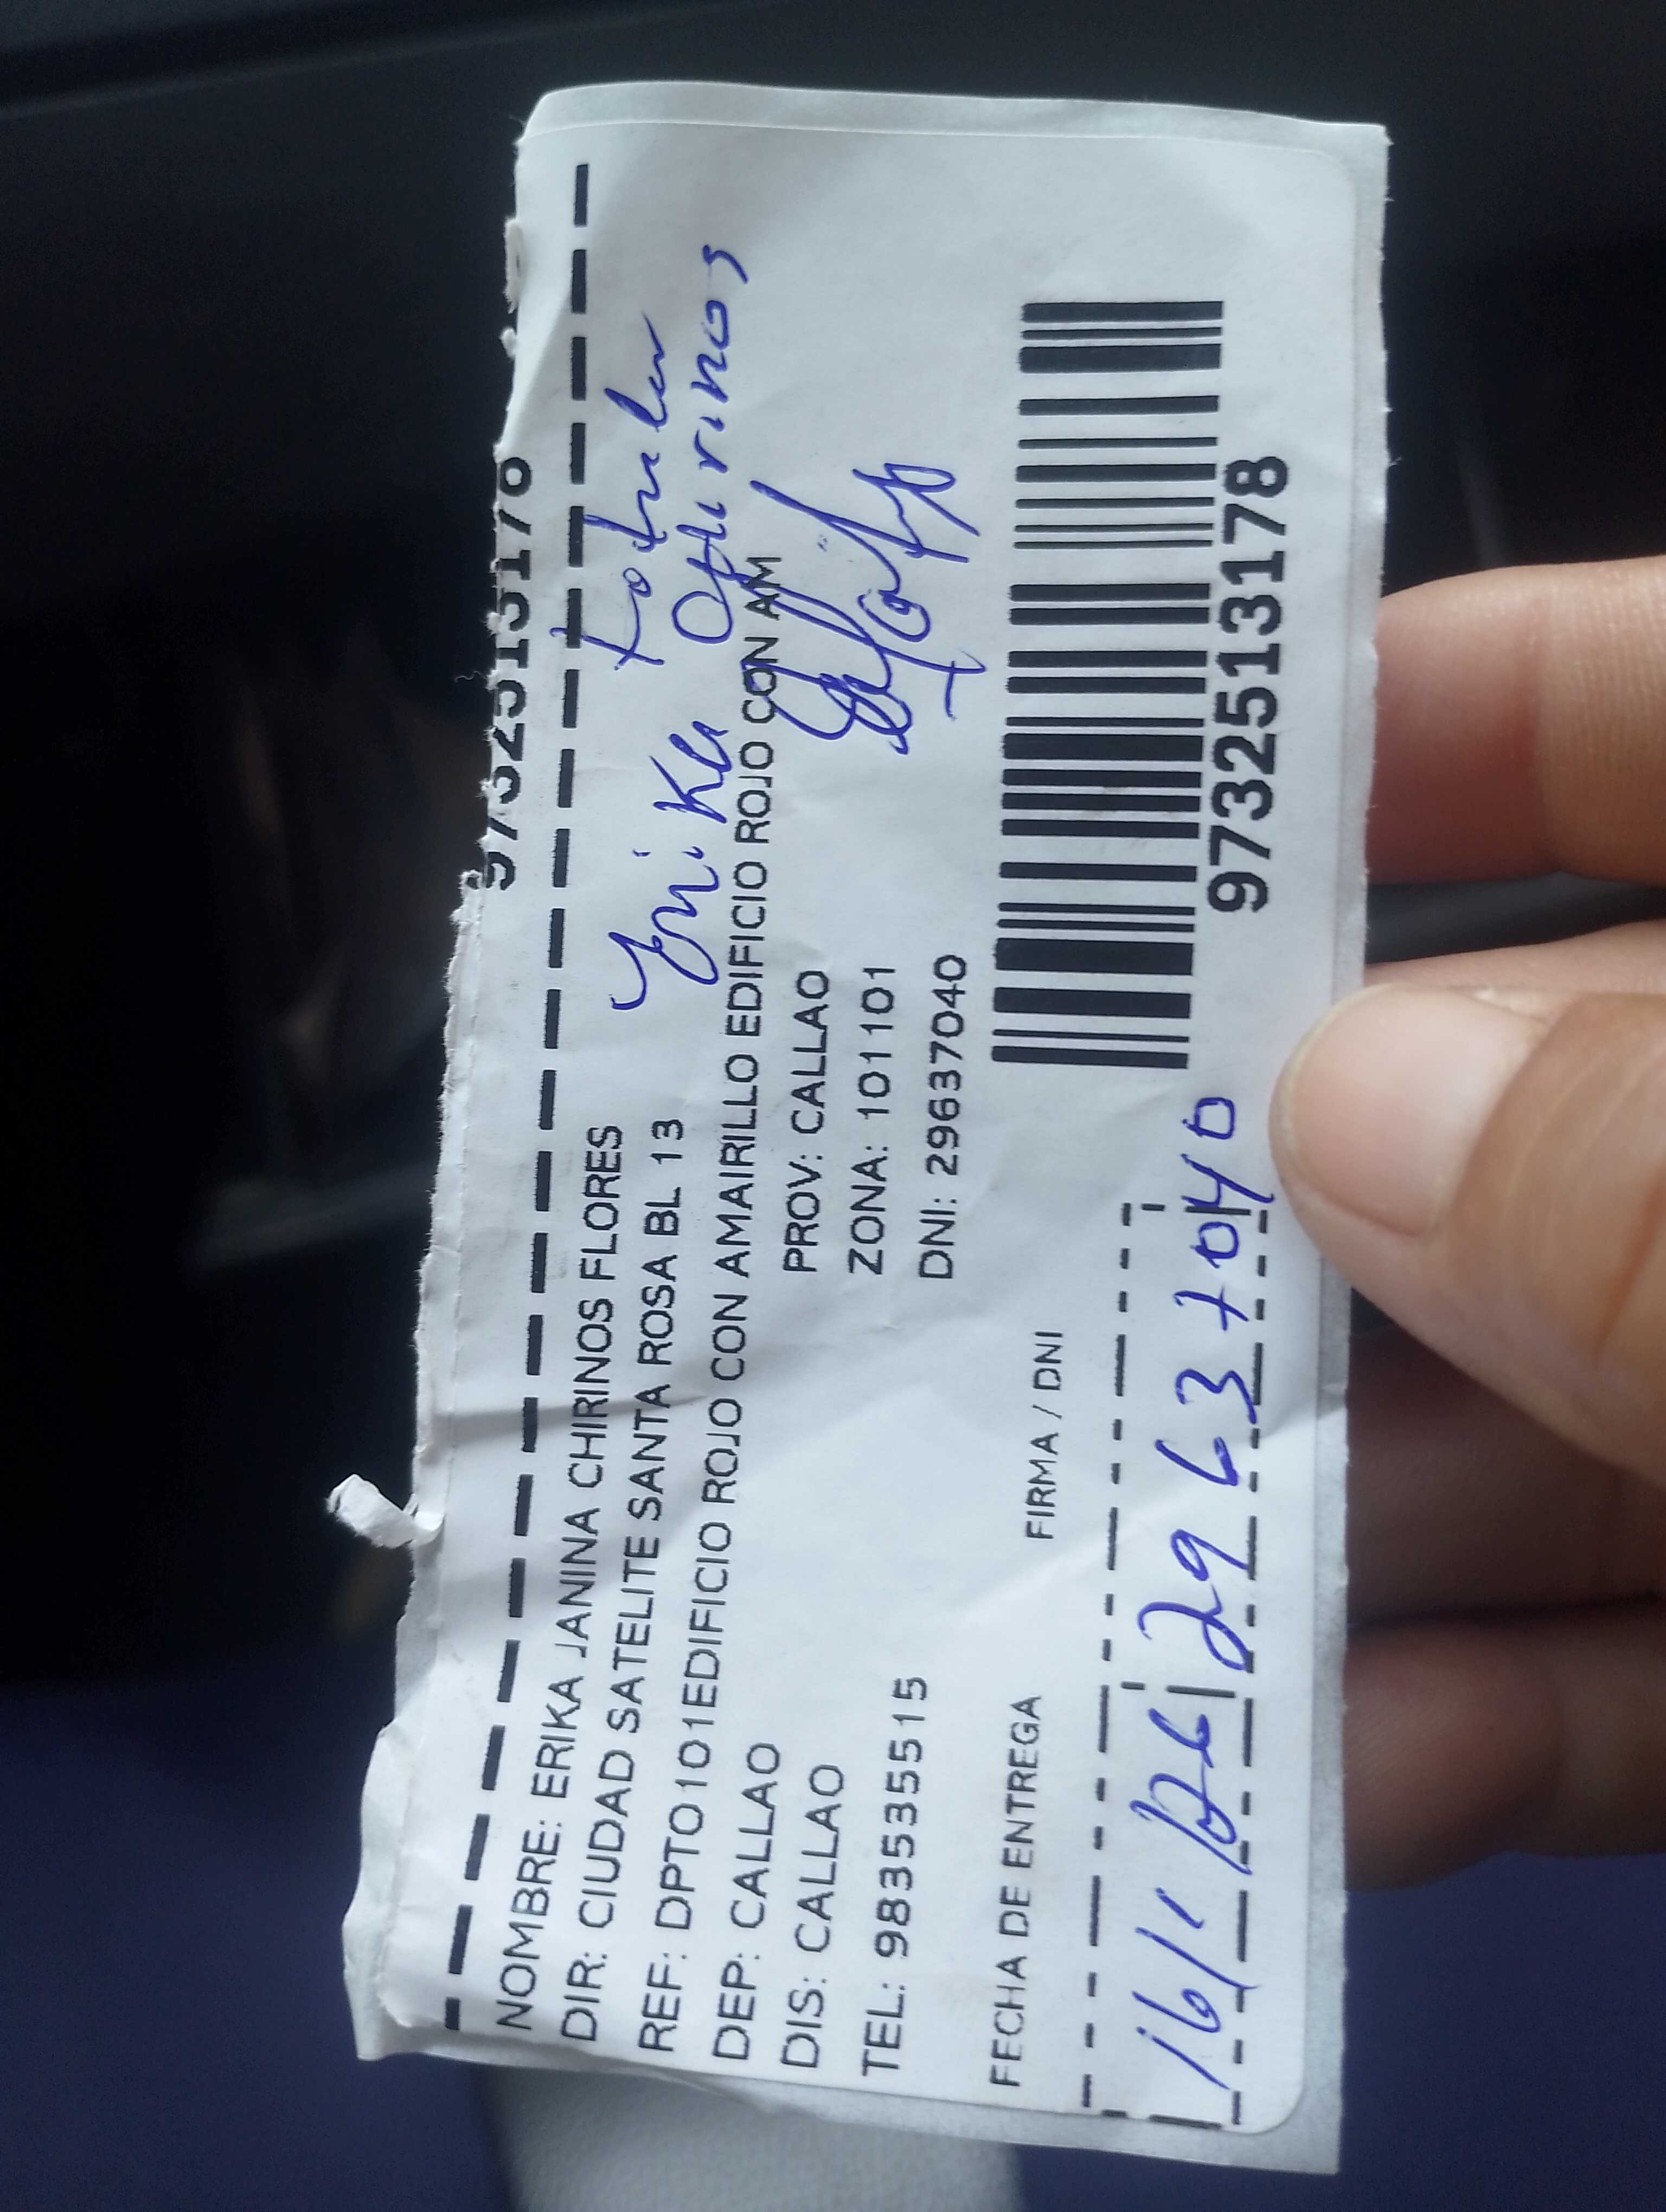 9732513178
NOMBRE: ERIKA JANINA CHIRINOS FLORES
DIR: CIUDAD SATELITE SANTA ROSA BL 13
REF: DPTO101EDIFICIO ROJO CON AMAIRILLO EDIFICIO ROJO CON AM
Chirinos
DEP: CALLAO PROV: CALLAO
DIS: CALLAO ZONA: 101101
TEL: 983535515 DNI: 29637040
FECHA DE ENTREGA FIRMA / DNI
16/1/26 29637040
9732513178